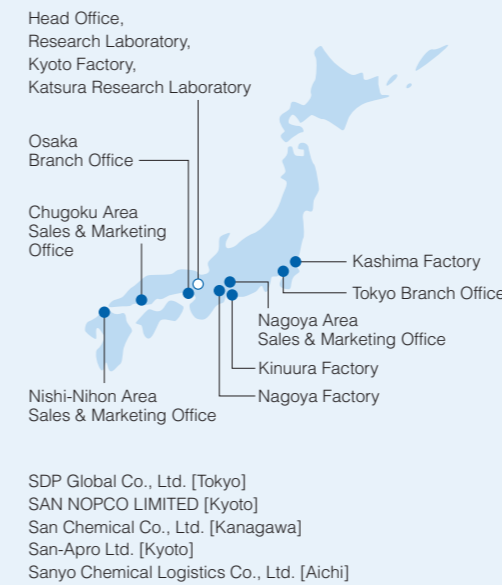 Head Office,
Research Laboratory,
Kyoto Factory,
Katsura Research Laboratory
Osaka
Branch Office
Chugoku Area
Sales & Marketing
Office
Kashima Factory
Tokyo Branch Office
Nagoya Area
Sales & Marketing Office
Kinuura Factory
Nagoya Factory
Nishi-Nihon Area
Sales & Marketing Office
SDP Global Co., Ltd. [Tokyo]
SAN NOPCO LIMITED [Kyoto]
San Chemical Co., Ltd. [Kanagawa]
San-Apro Ltd. [Kyoto]
Sanyo Chemical Logistics Co., Ltd. [Aichi]